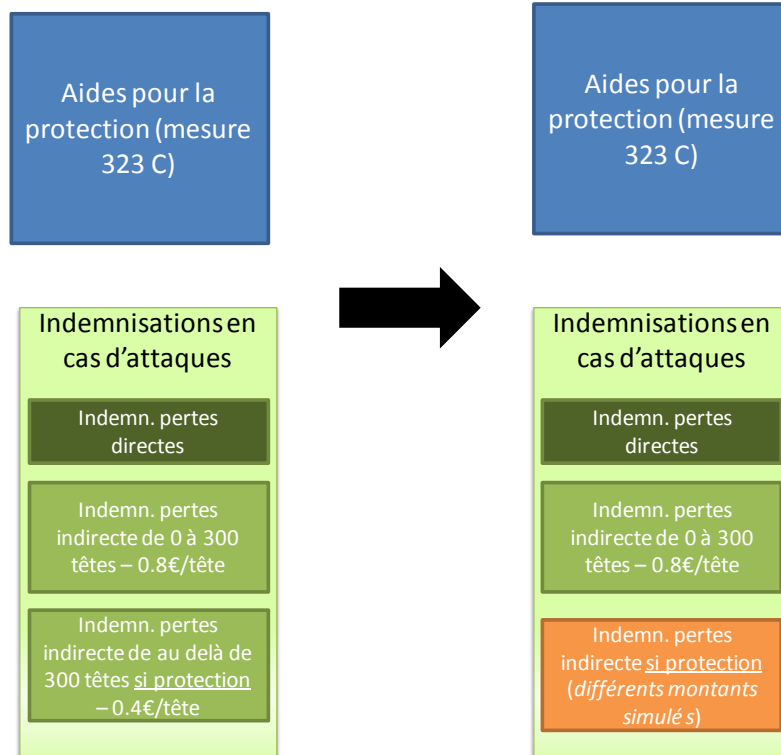 Aides pour la
protection (mesure
323 C)
Indemnisations en
cas d'attaques
Indemn. pertes
directes
Indemn. pertes
indirecte de 0 à 300
têtes – 0.8€/tête
Indemn. pertes
indirecte de au delà de
300 têtes si protection
– 0.4€/tête
Aides pour la
protection (mesure
323 C)
Indemnisations en
cas d'attaques
Indemn. pertes
directes
Indemn. pertes
indirecte de 0 à 300
têtes – 0.8€/tête
Indemn. pertes
indirecte si protection
(différents montants
simulé s)